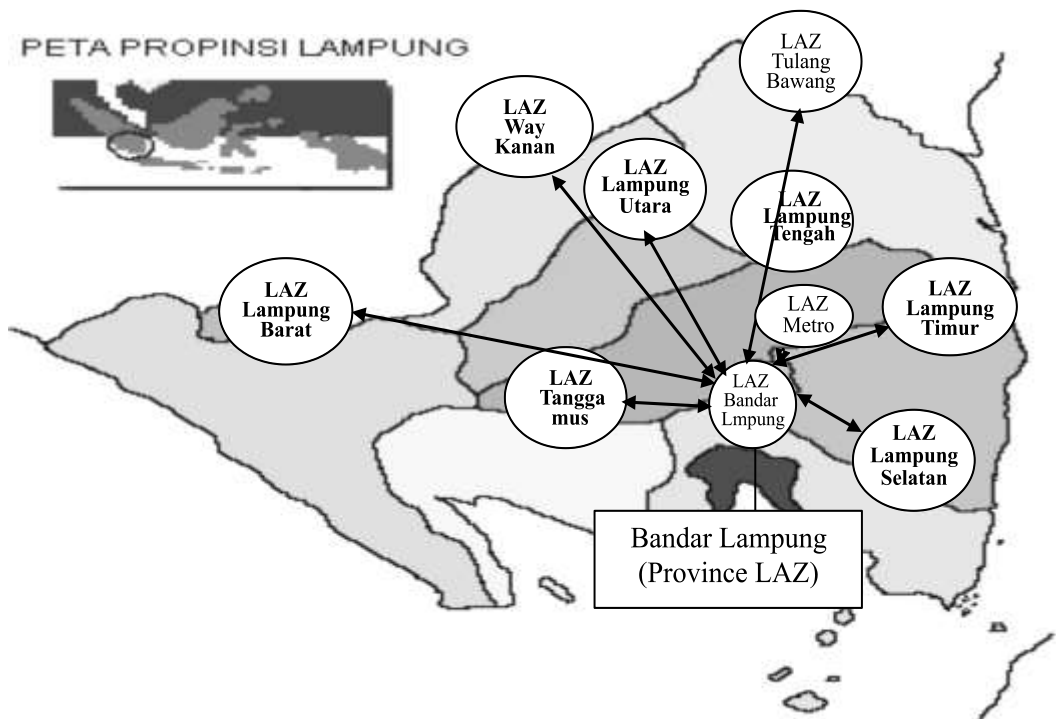 PETA PROPINSI LAMPUNG
LAZ
Tulang
Bawang
LAZ
Way
Kanan
LAZ
Lampung
Utara
LAZ
Lampung
Tengah
LAZ
Lampung
Barat
LAZ
Metro
LAZ
Lampung
Timur
LAZ
Tangga
mus
LAZ
Bandar
Lmpung
LAZ
Lampung
Selatan
Bandar Lampung
(Province LAZ)